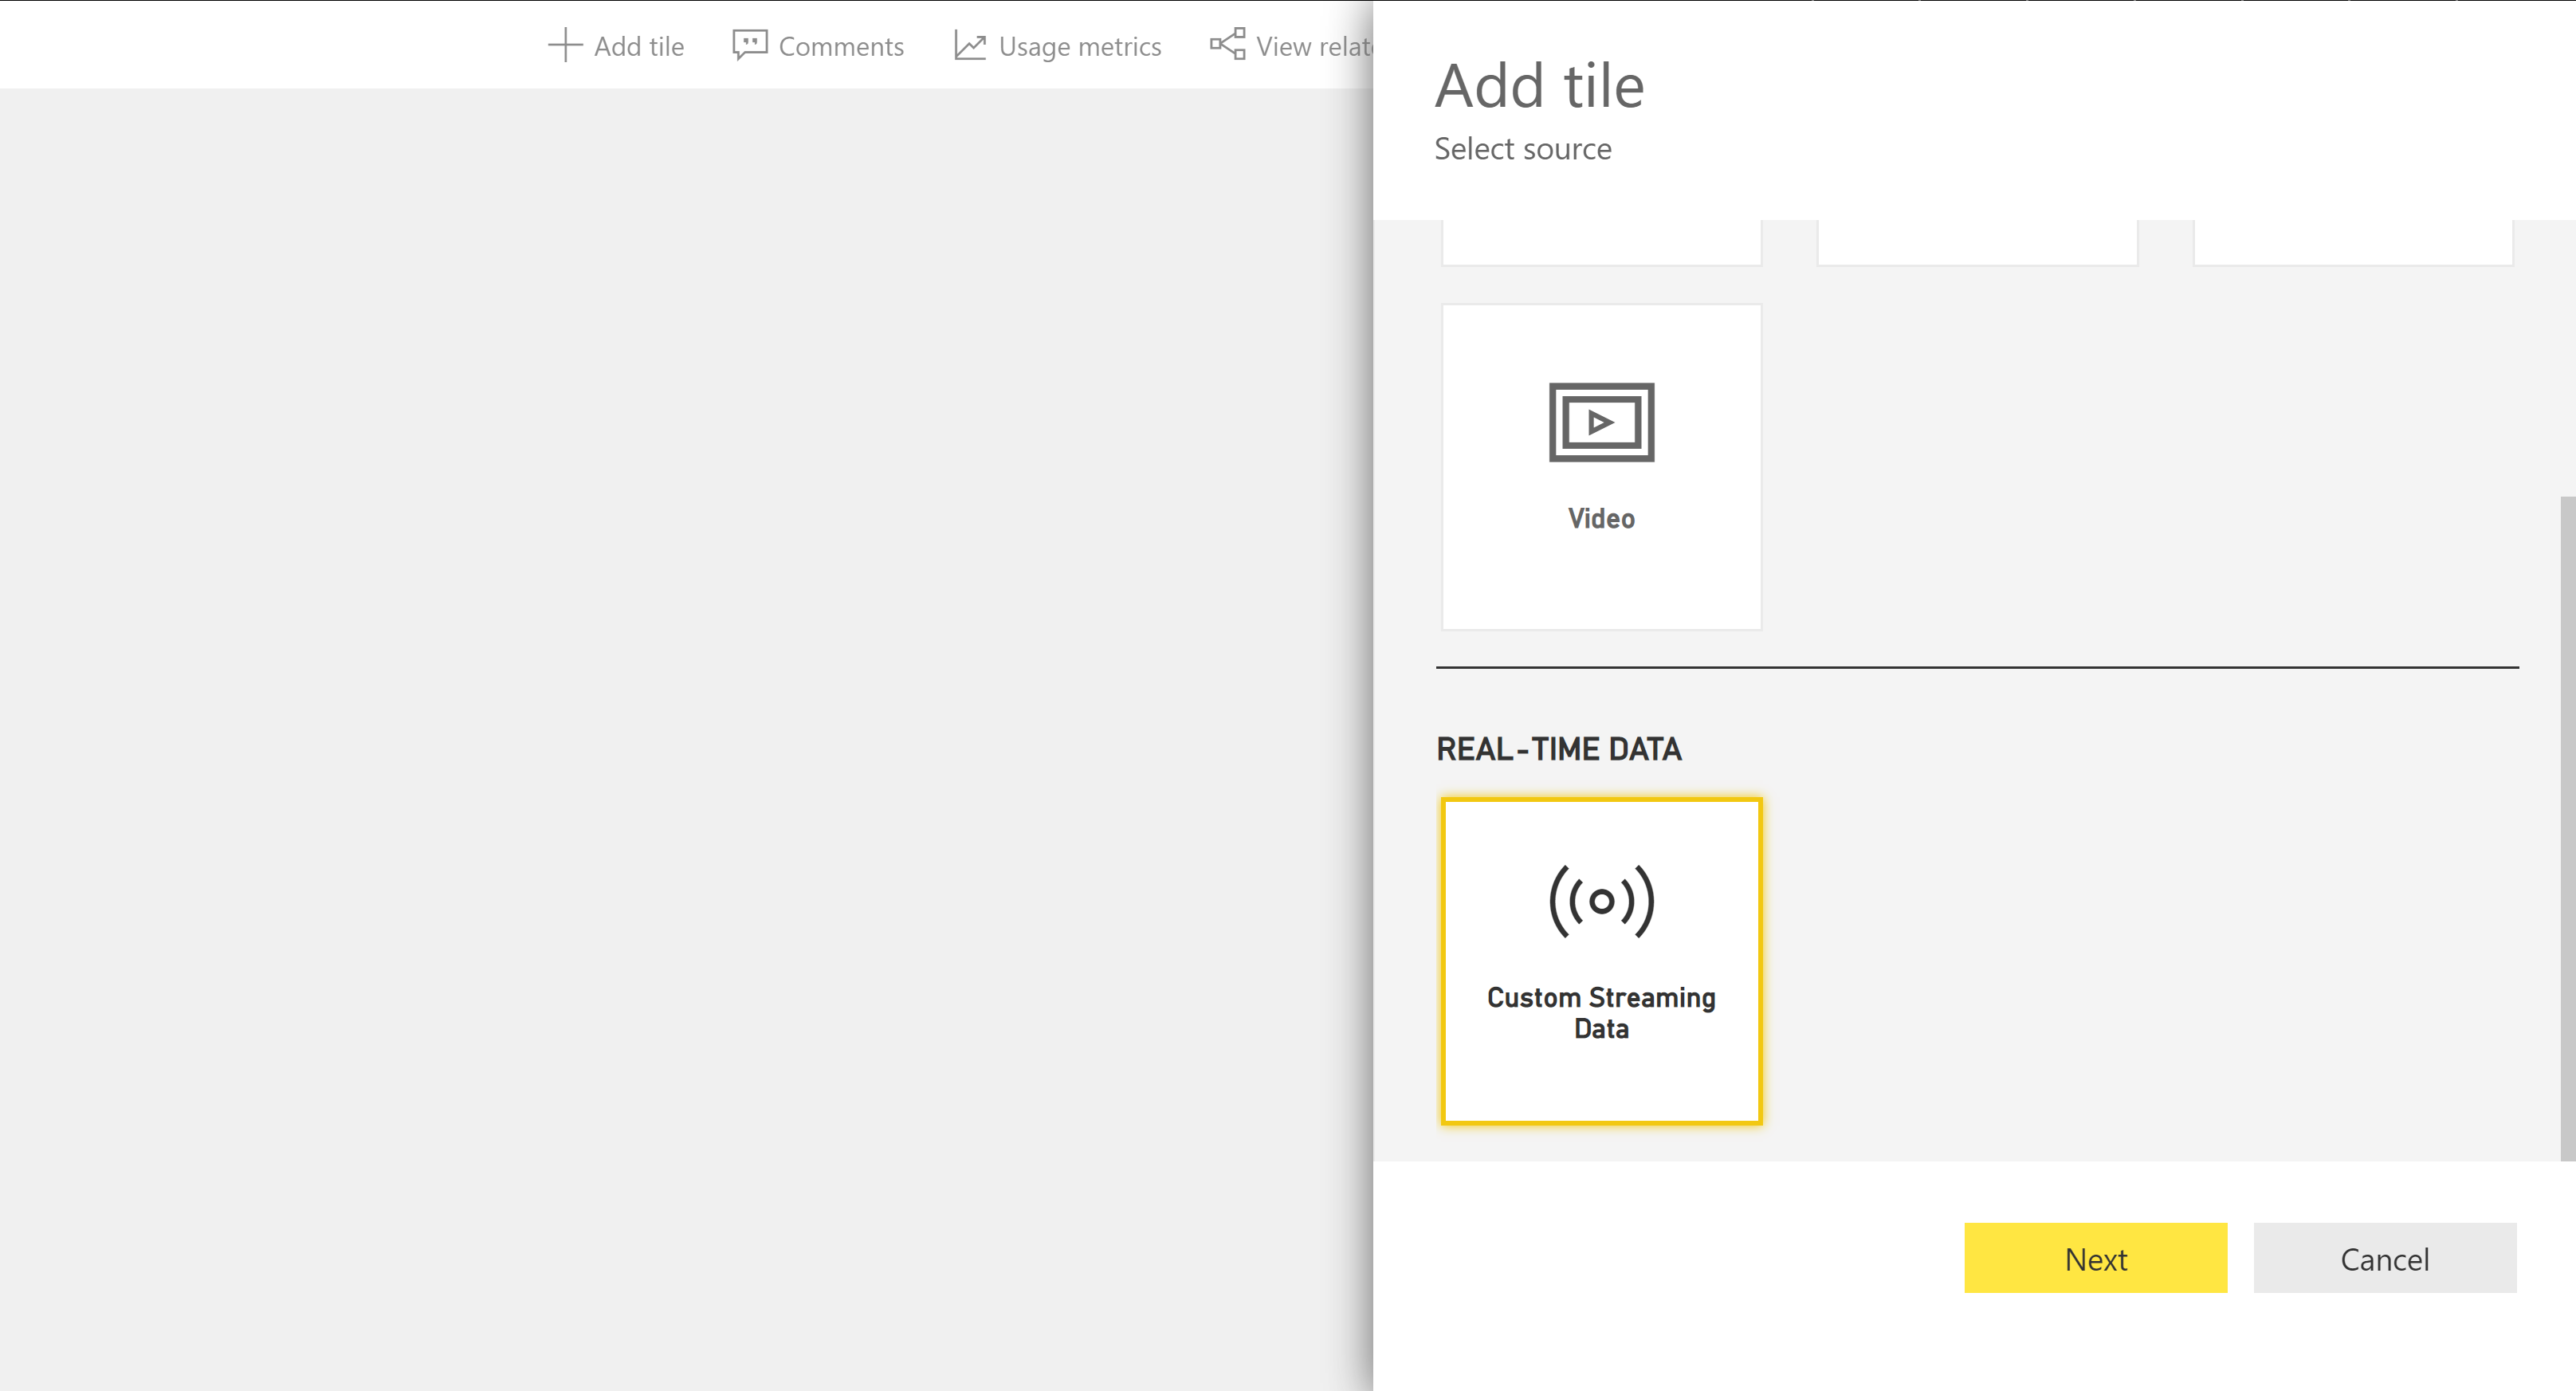 Add tile
Comments
Usage metrics
View relat
Add tile
Select source
Video
REAL-TIME DATA
Custom Streaming
Data
Next
Cancel